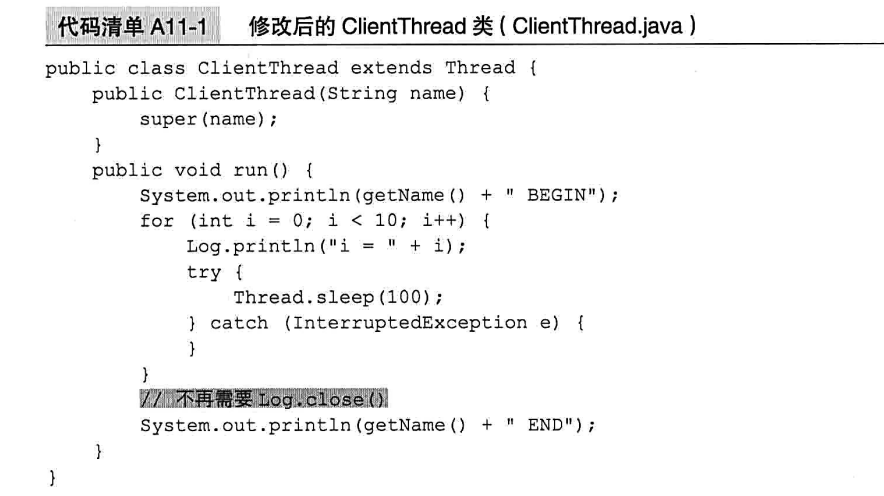 代码清单 A11-1 修改后的 ClientThread 类 ( ClientThread.java )
public class ClientThread extends Thread {
    public ClientThread(String name) {
        super(name);
    }
    public void run() {
        System.out.println(getName() + " BEGIN");
        for (int i = 0; i < 10; i++) {
            Log.println("i = " + i);
            try {
                Thread.sleep(100);
            } catch (InterruptedException e) {
            }
        }
        // 不再需要 Log.close()
        System.out.println(getName() + " END");
    }
}